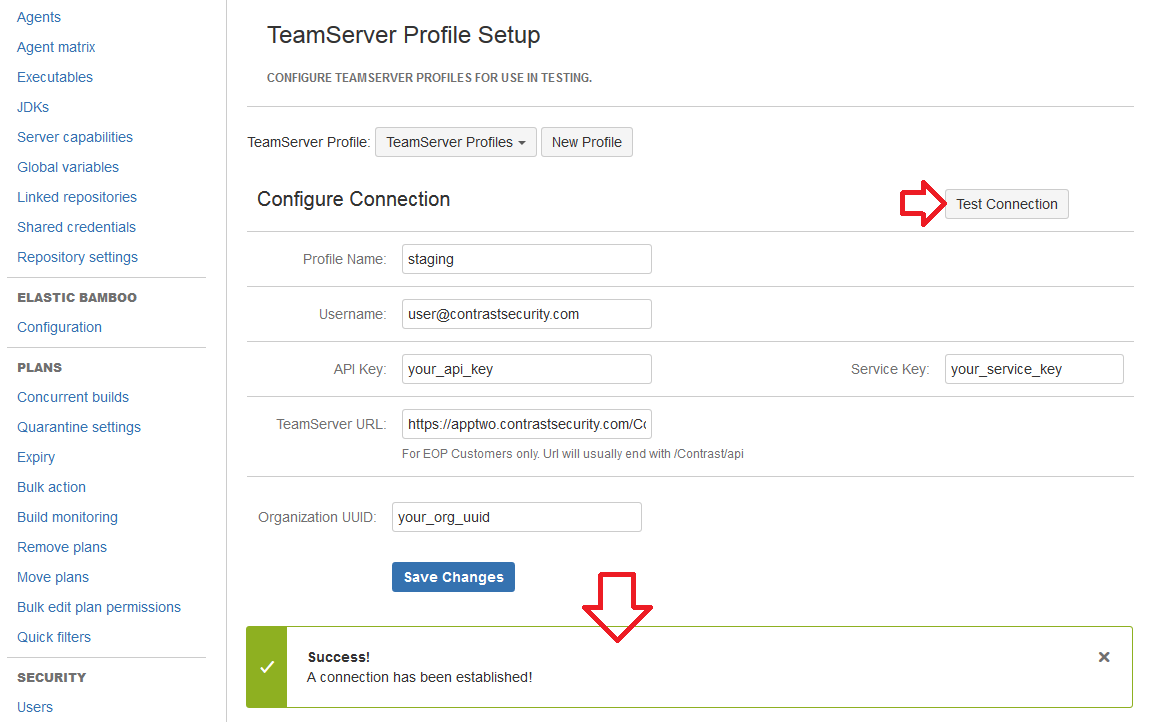 Agents
Agent matrix
Executables
JDKs
Server capabilities
Global variables
Linked repositories
Shared credentials
Repository settings
ELASTIC BAMBOO
Configuration
PLANS
Concurrent builds
Quarantine settings
Expiry
Bulk action
Build monitoring
Remove plans
Move plans
Bulk edit plan permissions
Quick filters
SECURITY
Users
TeamServer Profile Setup
CONFIGURE TEAMSERVER PROFILES FOR USE IN TESTING.
TeamServer Profile: TeamServer Profiles New Profile
Configure Connection Test Connection
Profile Name: staging
Username: user@contrastsecurity.com
API Key: your_api_key Service Key: your_service_key
TeamServer URL: https://apptwo.contrastsecurity.com/Co
For EOP Customers only. Url will usually end with /Contrast/api
Organization UUID: your_org_uuid
Save Changes
Success!
A connection has been established!